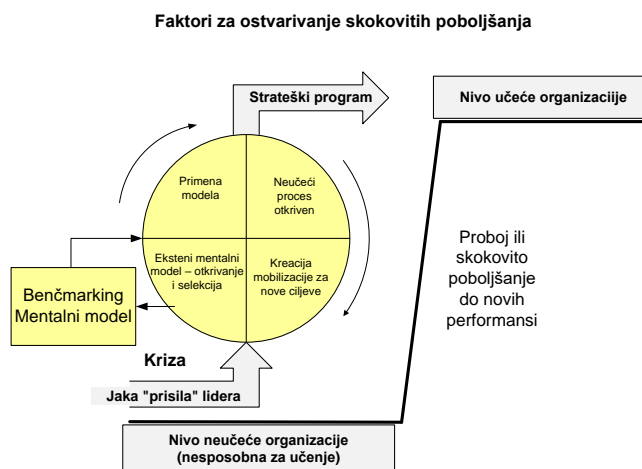 Faktori za ostvarivanje skokovitih poboljšanja
Strateški program
Nivo učeće organizaciije
Primena
modela
Neučeći
proces
otkriven
Eksteni mentalni
model – otkrivanje
i selekcija
Kreacija
mobilizacije za
nove ciljeve
Benčmarking
Mentalni model
Proboj ili
skokovito
poboljšanje
do novih
performansi
Kriza
Jaka "prisila" lidera
Nivo neučeće organizacije
(nesposobna za učenje)